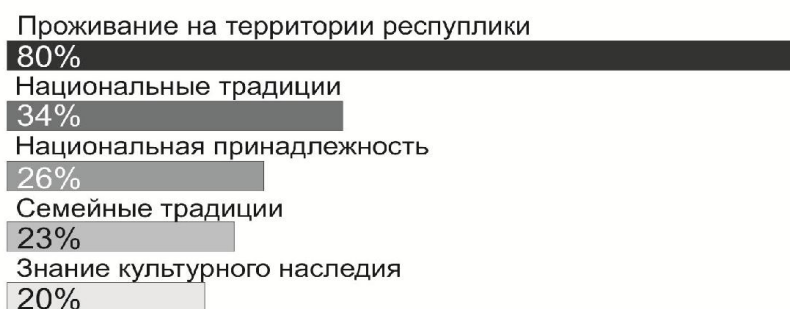 Проживание на территории респуплики
80%
Национальные традиции
34%
Национальная принадлежность
26%
Семейные традиции
23%
Знание культурного наследия
20%